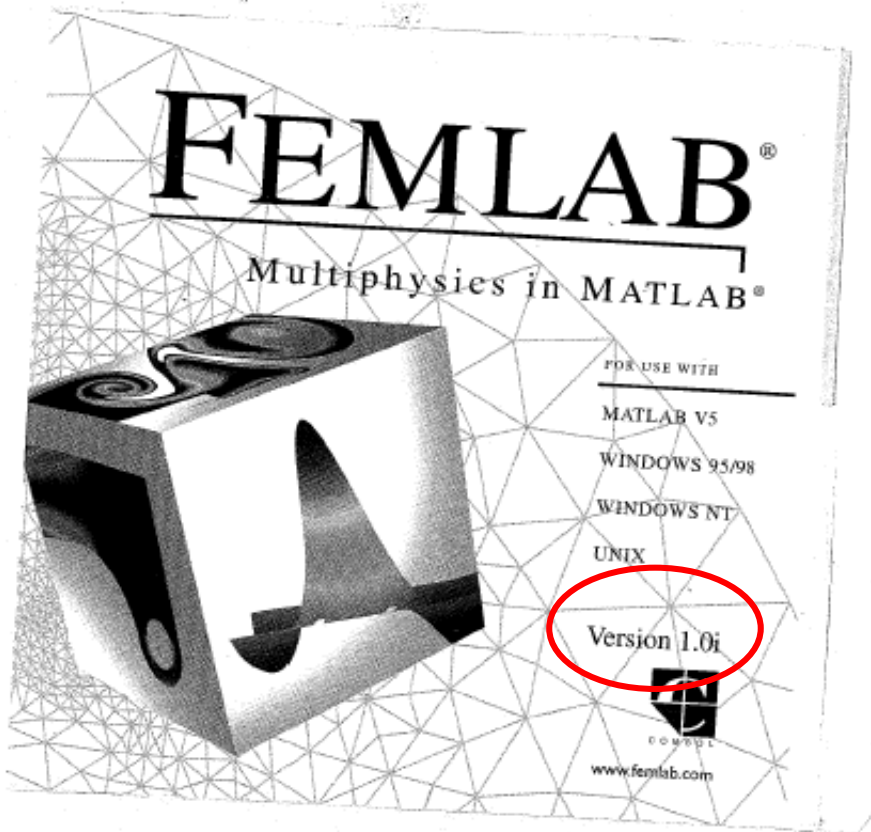 FEMLAB®
Multiphysics in MATLAB®
FOR USE WITH
MATLAB V5
WINDOWS 95/98
WINDOWS NT
UNIX
Version 1.0i
COMSOL
www.femlab.com